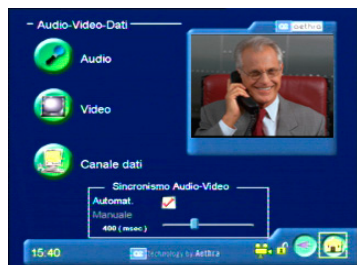 Audio-Video-Dati
aethra
Audio
Video
Canale dati
Sincronismo Audio-Video
Automat.
Manuale
400 (msec)
15:40
Technology by Aethra